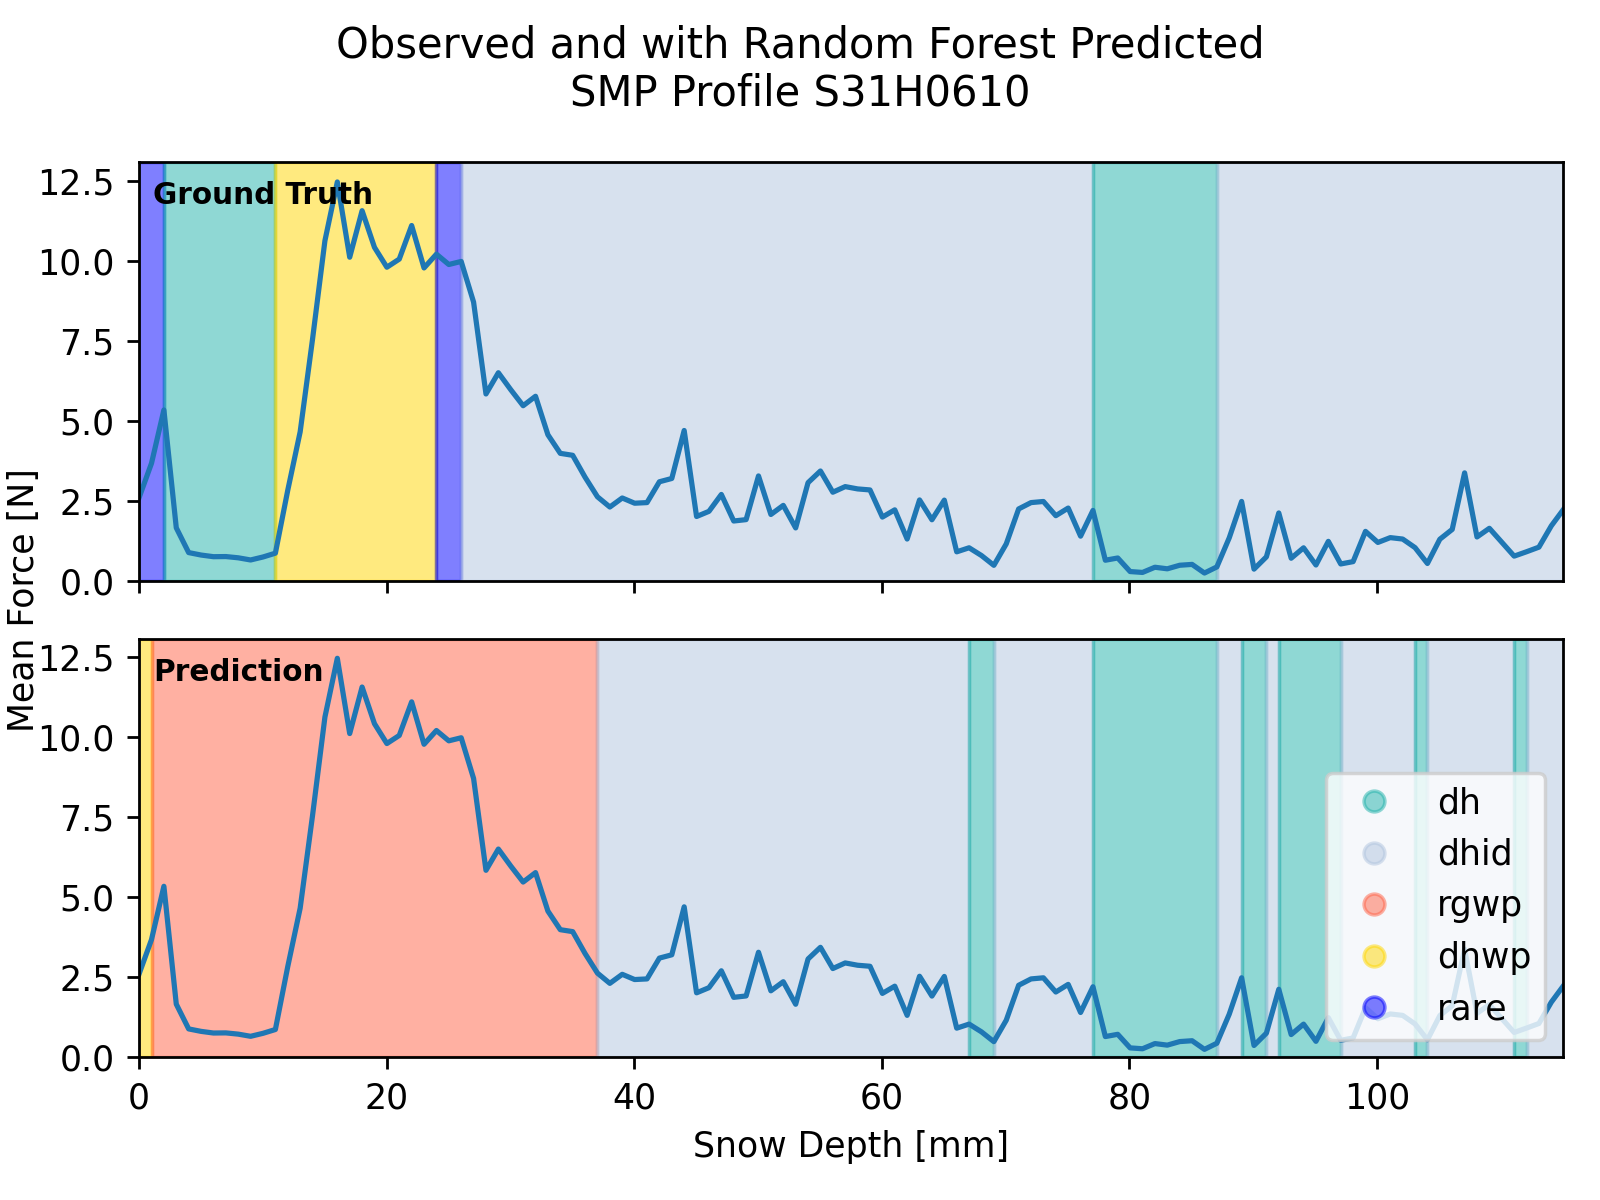 Observed and with Random Forest Predicted
SMP Profile S31H0610
Mean Force [N]
12.5
10.0
7.5
5.0
2.5
0.0
Ground Truth
12.5
10.0
7.5
5.0
2.5
0.0
Prediction
dh
dhid
rgwp
dhwp
rare
0 20 40 60 80 100
Snow Depth [mm]